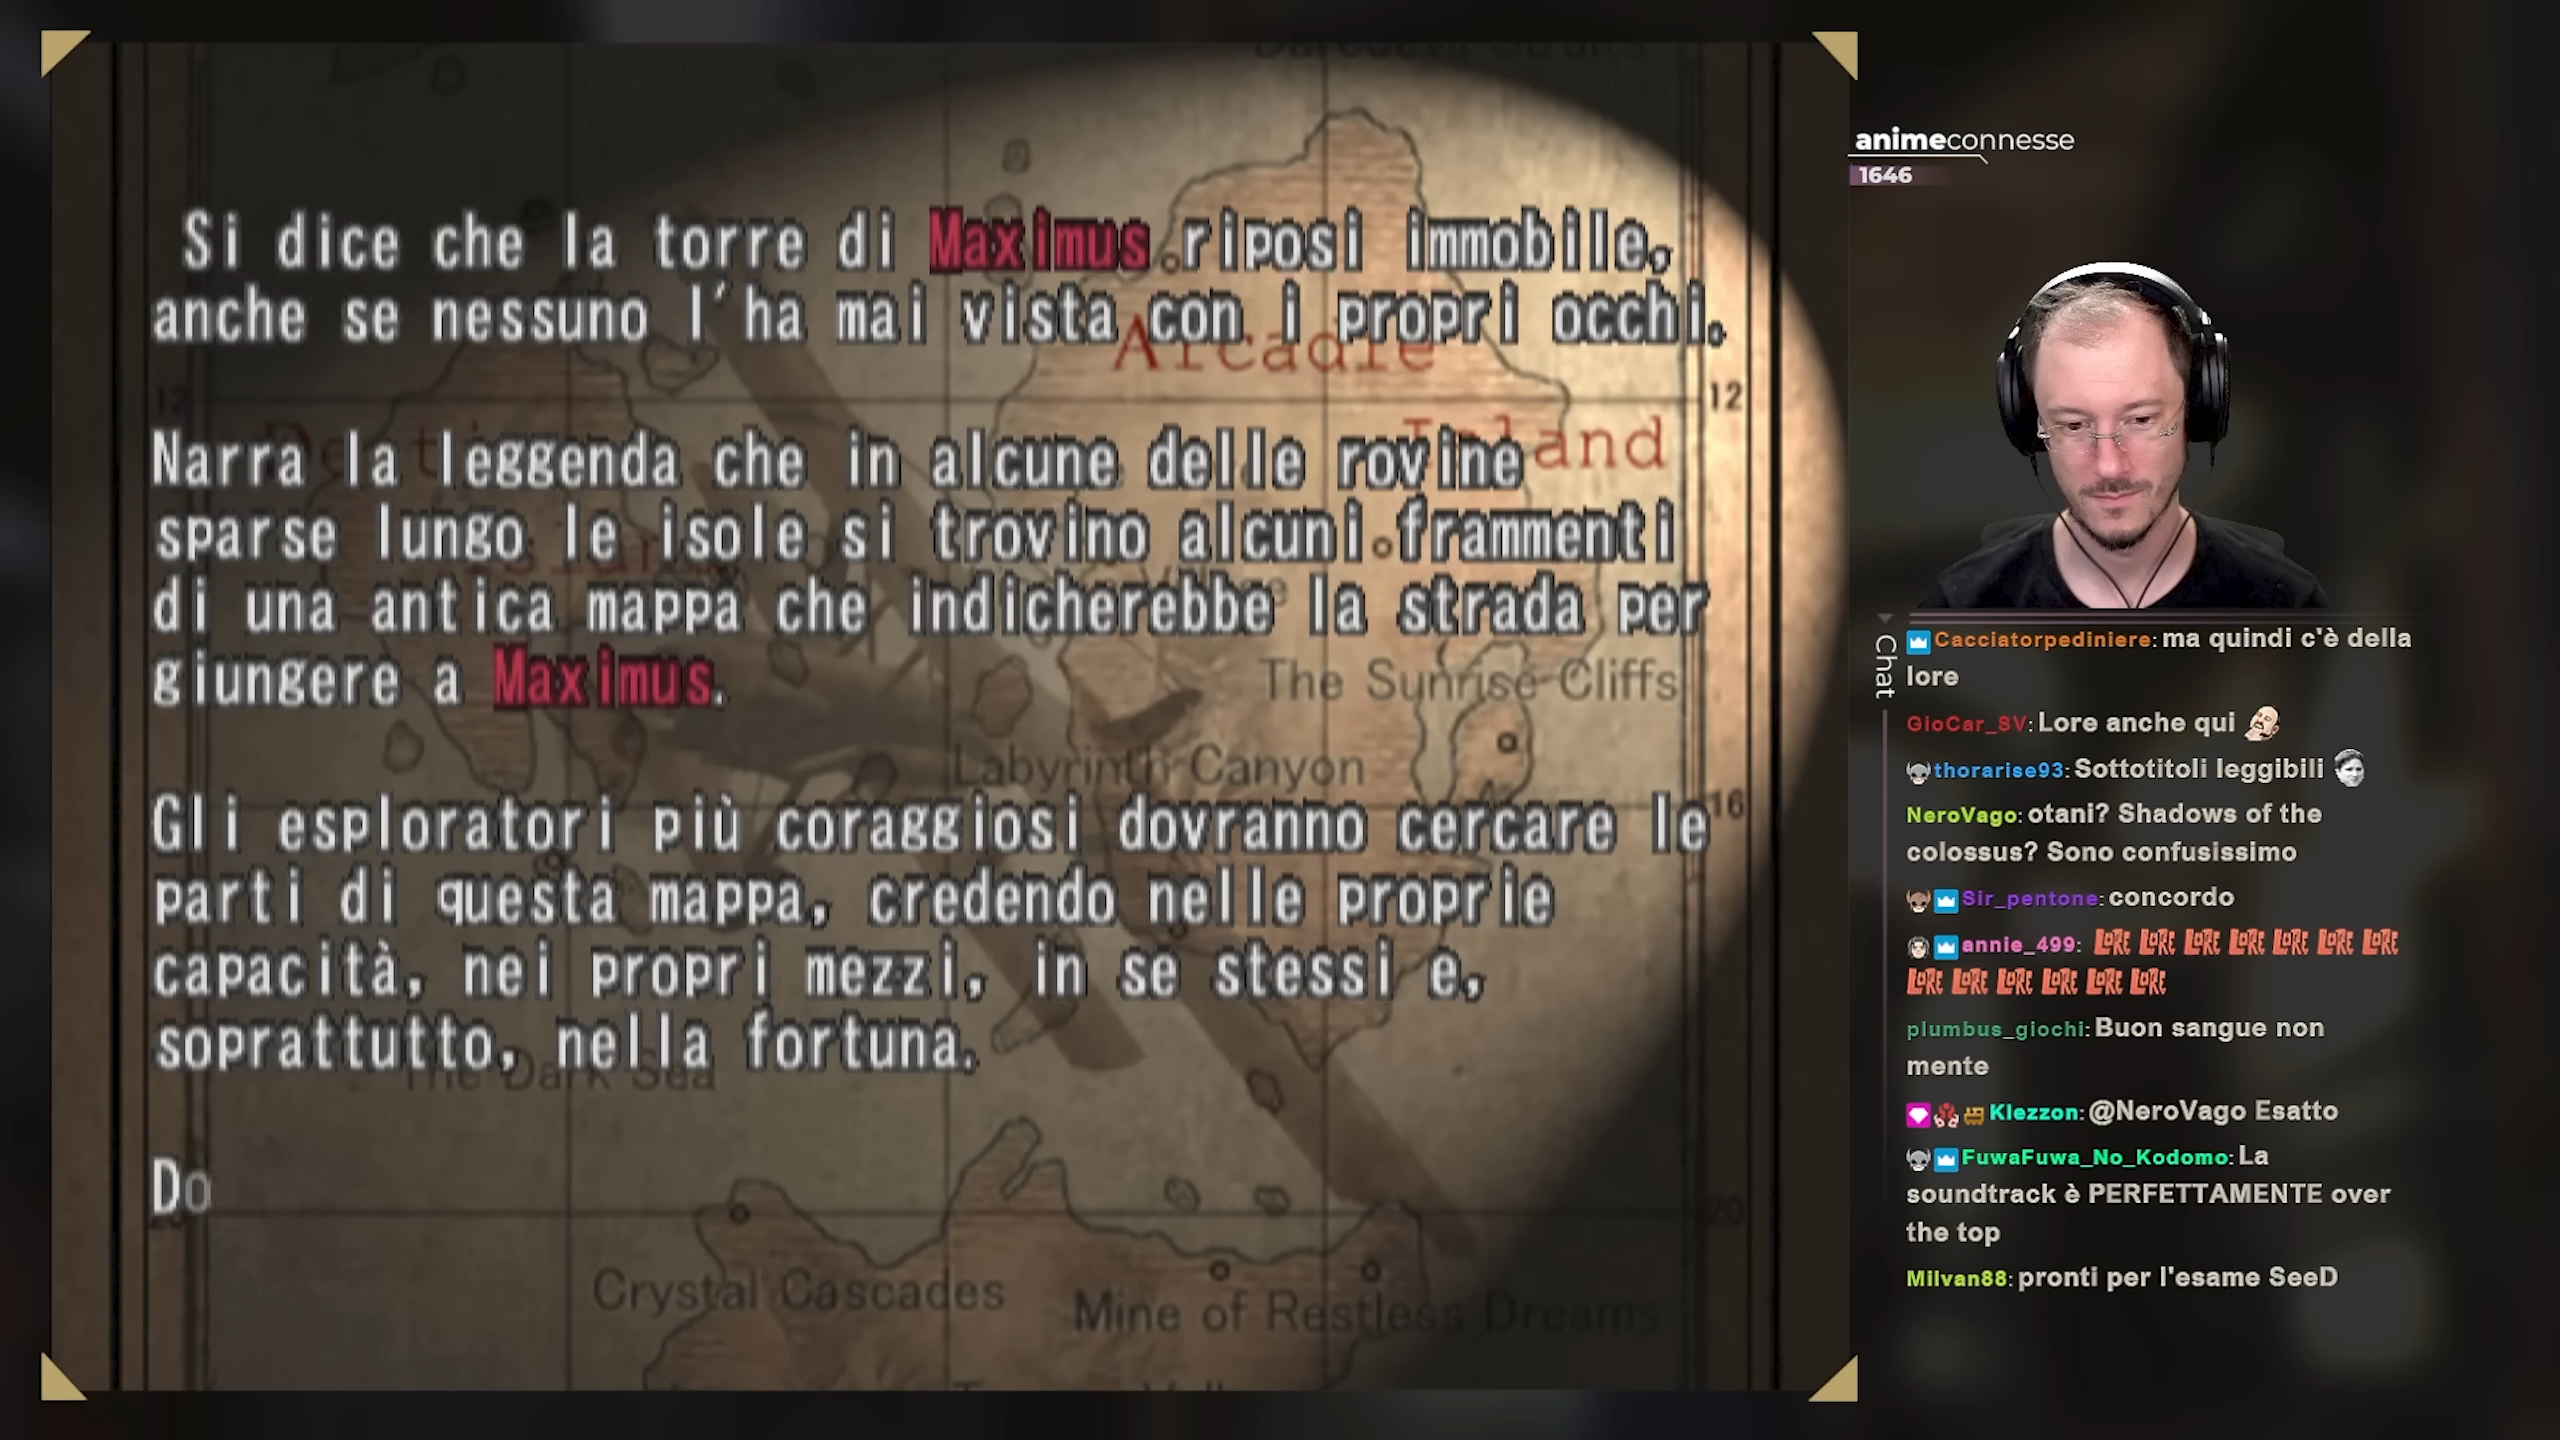 Si dice che la torre di Maximus riposi immobile,
anche se nessuno l'ha mai vista con i propri occhi.
Arcadie
12
12
Island
Narra la leggenda che in alcune delle rovine
sparse lungo le isole si trovino alcuni frammenti
di una antica mappa che indicherebbe la strada per
giungere a Maximus.
The Sunrise Cliffs
Labyrinth Canyon
16
Gli esploratori più coraggiosi dovranno cercare le
parti di questa mappa, credendo nelle proprie
capacità, nei propri mezzi, in se stessi e,
soprattutto, nella fortuna.
The Dark Sea
Do
20
Crystal Cascades
Mine of Restless Dreams
animeconnesse
1646
Chat
Cacciatorpediniere: ma quindi c'è della
lore
GioCar_SV: Lore anche qui
thorarise93: Sottotitoli leggibili
NeroVago: otani? Shadows of the
colossus? Sono confusissimo
Sir_pentone: concordo
annie_499: LORE LORE LORE LORE LORE LORE LORE
LORE LORE LORE LORE LORE LORE
plumbus_giochi: Buon sangue non
mente
Klezzon: @NeroVago Esatto
FuwaFuwa_No_Kodomo: La
soundtrack è PERFETTAMENTE over
the top
Milvan88: pronti per l'esame SeeD